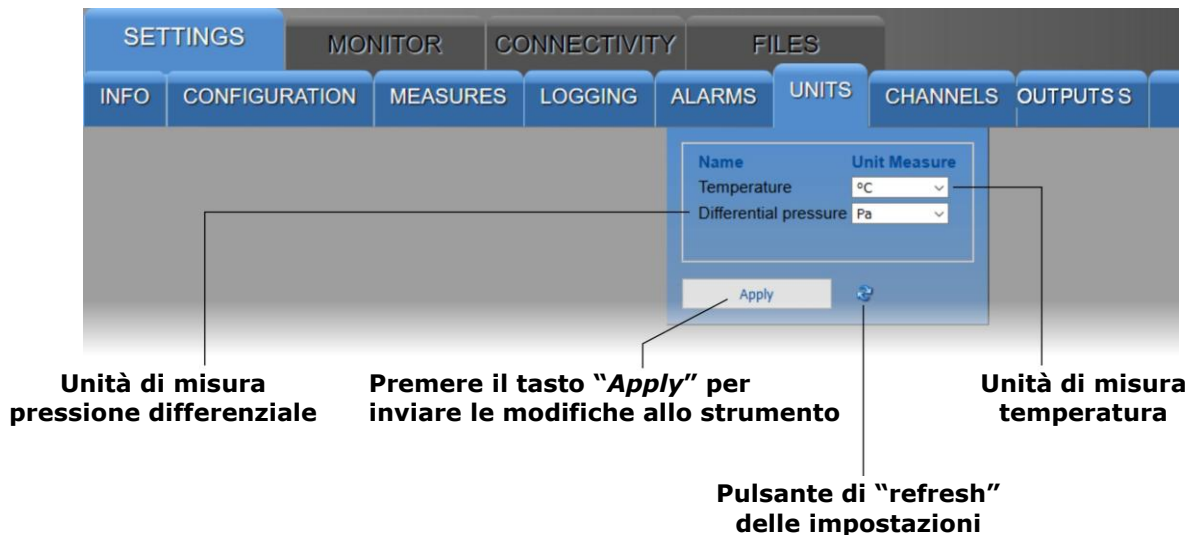 SETTINGS MONITOR CONNECTIVITY FILES
INFO CONFIGURATION MEASURES LOGGING ALARMS UNITS CHANNELS OUTPUTS S
Name Unit Measure
Temperature °C
Differential pressure Pa
Apply
Unità di misura
pressione differenziale
Premere il tasto “Apply” per
inviare le modifiche allo strumento
Unità di misura
temperatura
Pulsante di “refresh”
delle impostazioni